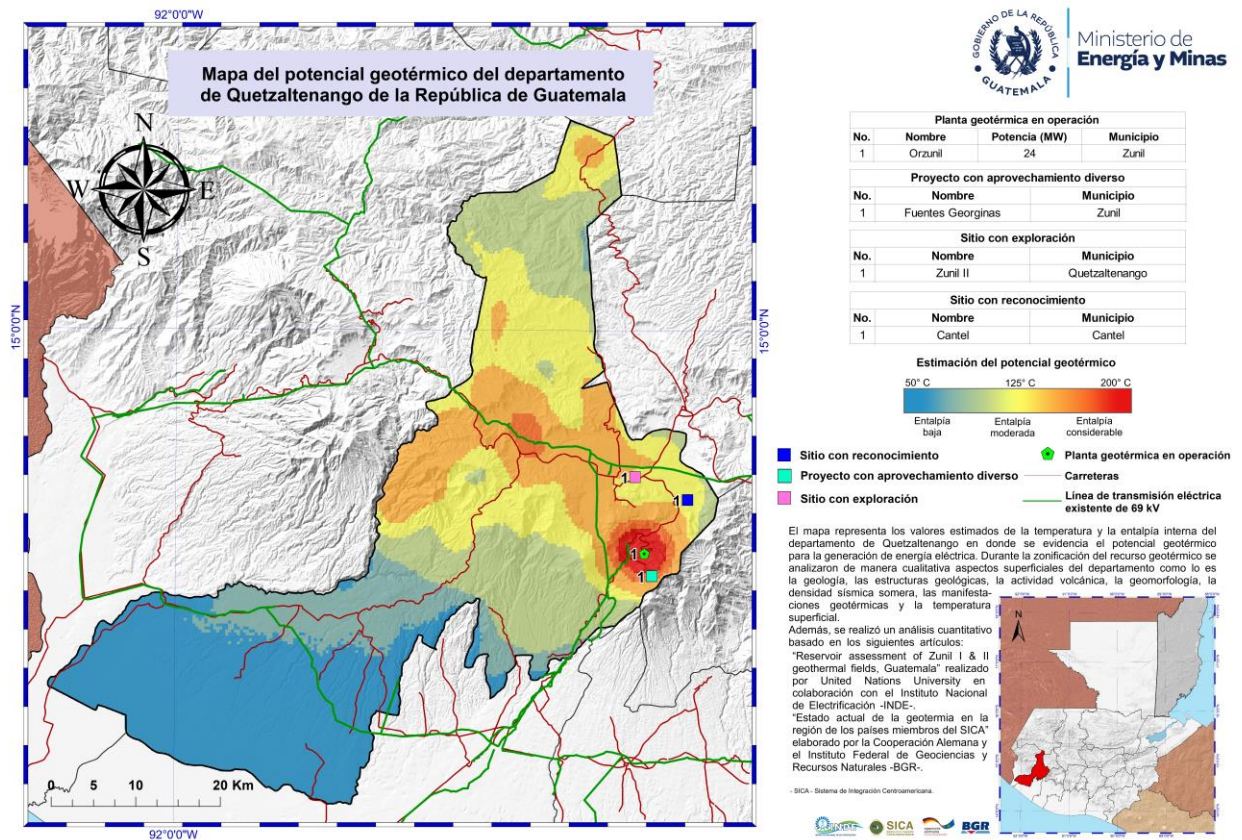 92°0'0"W
Mapa del potencial geotérmico del departamento
de Quetzaltenango de la República de Guatemala
N
W
E
S
15°0'0"N
15°0'0"N
1
1
1
1
0 5 10 20 Km
92°0'0"W
GOBIERNO DE LA REPÚBLICA
GUATEMALA
Ministerio de
Energía y Minas
Planta geotérmica en operación
No. Nombre Potencia (MW) Municipio
1 Orzunil 24 Zunil
Proyecto con aprovechamiento diverso
No. Nombre Municipio
1 Fuentes Georginas Zunil
Sitio con exploración
No. Nombre Municipio
1 Zunil II Quetzaltenango
Sitio con reconocimiento
No. Nombre Municipio
1 Cantel Cantel
Estimación del potencial geotérmico
50° C 125° C 200° C
Entalpía baja
Entalpía moderada
Entalpía considerable
Sitio con reconocimiento
Proyecto con aprovechamiento diverso
Sitio con exploración
Planta geotérmica en operación
Carreteras
Línea de transmisión eléctrica
existente de 69 kV
El mapa representa los valores estimados de la temperatura y la entalpía interna del
departamento de Quetzaltenango en donde se evidencia el potencial geotérmico
para la generación de energía eléctrica. Durante la zonificación del recurso geotérmico se
analizaron de manera cualitativa aspectos superficiales del departamento como lo es
la geología, las estructuras geológicas, la actividad volcánica, la geomorfología, la
densidad sísmica somera, las manifesta-
ciones geotérmicas y la temperatura
superficial.
Además, se realizó un análisis cuantitativo
basado en los siguientes artículos:
"Reservoir assessment of Zunil I & II
geothermal fields, Guatemala" realizado
por United Nations University en
colaboración con el Instituto Nacional
de Electrificación -INDE-.
"Estado actual de la geotermia en la
región de los países miembros del SICA"
elaborado por la Cooperación Alemana y
el Instituto Federal de Geociencias y
Recursos Naturales -BGR-.
- SICA - Sistema de Integración Centroamericana.
N
INDE
SICA
BGR